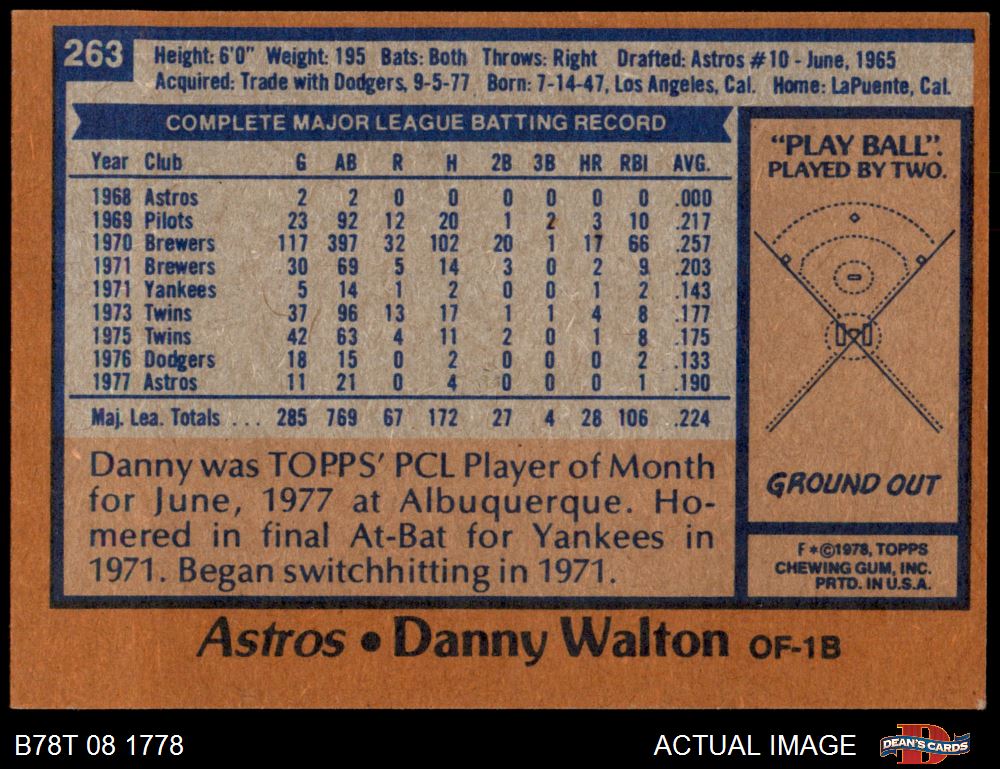 263
Height: 6'0" Weight: 195 Bats: Both Throws: Right Drafted: Astros #10 - June, 1965
Acquired: Trade with Dodgers, 9-5-77 Born: 7-14-47, Los Angeles, Cal. Home: LaPuente, Cal.
COMPLETE MAJOR LEAGUE BATTING RECORD
Year Club G AB R H 2B 3B HR RBI AVG.
1968 Astros 2 2 0 0 0 0 0 0 .000
1969 Pilots 23 92 12 20 1 2 3 10 .217
1970 Brewers 117 397 32 102 20 1 17 66 .257
1971 Brewers 30 69 5 14 3 0 2 9 .203
1971 Yankees 5 14 1 2 0 0 1 2 .143
1973 Twins 37 96 13 17 1 1 4 8 .177
1975 Twins 42 63 4 11 2 0 1 8 .175
1976 Dodgers 18 15 0 2 0 0 0 2 .133
1977 Astros 11 21 0 4 0 0 0 1 .190
Maj. Lea. Totals . . . 285 769 67 172 27 4 28 106 .224
Danny was TOPPS' PCL Player of Month
for June, 1977 at Albuquerque. Ho-
mered in final At-Bat for Yankees in
1971. Began switchhitting in 1971.
"PLAY BALL".
PLAYED BY TWO.
GROUND OUT
F*©1978, TOPPS
CHEWING GUM, INC.
PRTD. IN U.S.A.
Astros • Danny Walton OF-1B
B78T 08 1778
ACTUAL IMAGE
DEAN'S CARDS